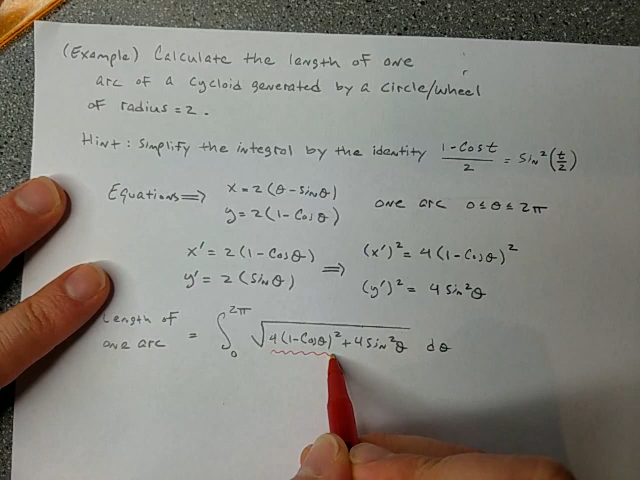 (Example) Calculate the length of one
arc of a cycloid generated by a circle/wheel
of radius = 2.
Hint: Simplify the integral by the identity (1-Cos t)/2 = Sin²(t/2)
Equations ⟹ x = 2(θ - Sinθ)
y = 2(1 - Cosθ) one arc 0 ≤ θ ≤ 2π
x' = 2(1 - Cosθ) ⟹ (x')² = 4(1 - Cosθ)²
y' = 2(Sinθ) (y')² = 4 Sin²θ
Length of one arc = ∫₀^2π √(4(1-Cosθ)² + 4 Sin²θ) dθ